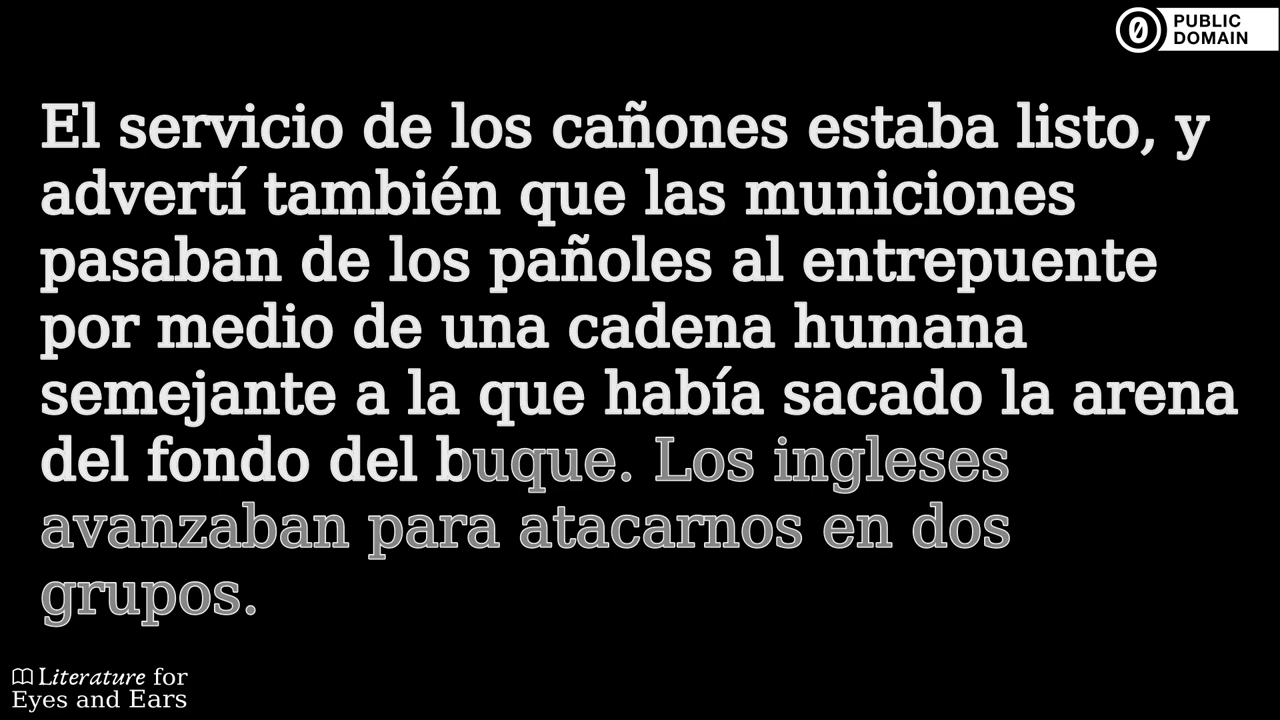 PUBLIC
DOMAIN
El servicio de los cañones estaba listo, y
advertí también que las municiones
pasaban de los pañoles al entrepuente
por medio de una cadena humana
semejante a la que había sacado la arena
del fondo del buque. Los ingleses
avanzaban para atacarnos en dos
grupos.
Literature for
Eyes and Ears